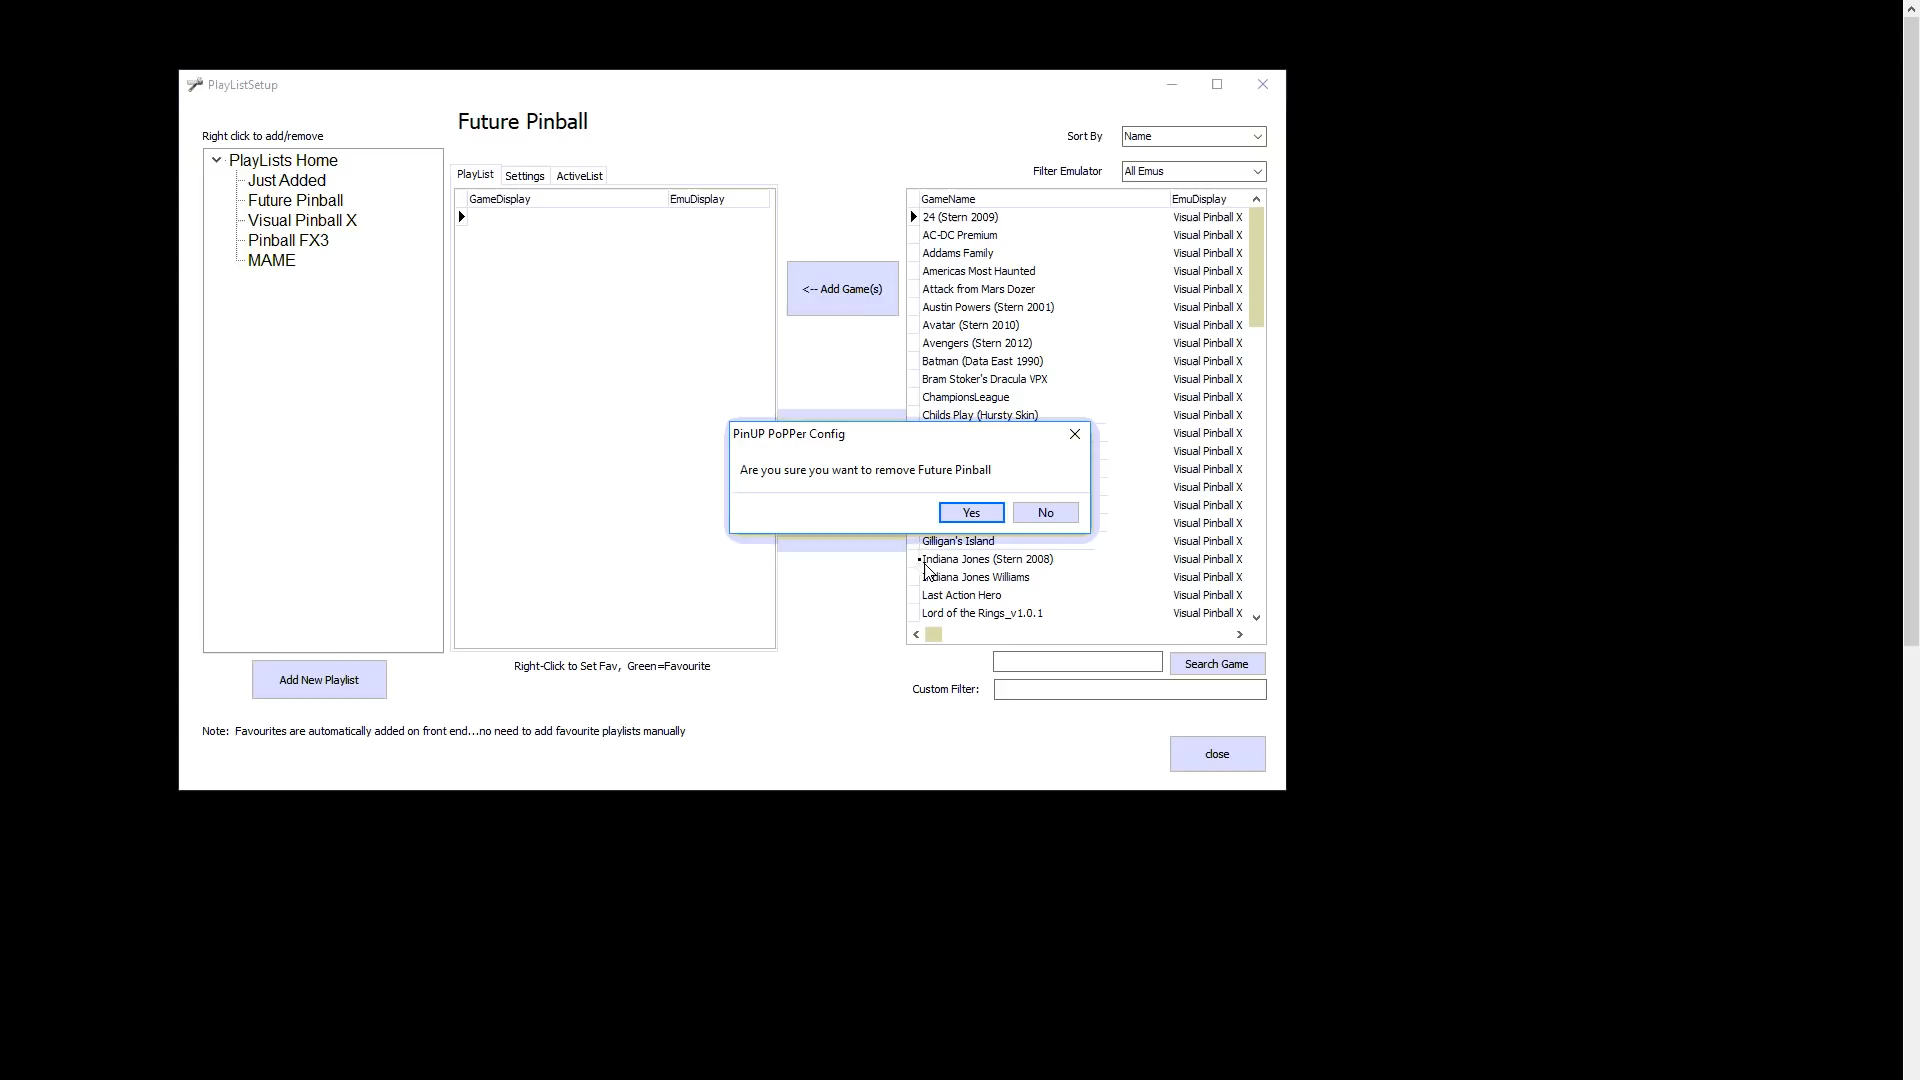 PlayListSetup
Future Pinball
Right click to add/remove
Sort By
Name
Filter Emulator
All Emus
PlayLists Home
Just Added
Future Pinball
Visual Pinball X
Pinball FX3
MAME
PlayList
Settings
ActiveList
GameDisplay EmuDisplay
<-- Add Game(s)
GameName EmuDisplay
24 (Stern 2009) Visual Pinball X
AC-DC Premium Visual Pinball X
Addams Family Visual Pinball X
Americas Most Haunted Visual Pinball X
Attack from Mars Dozer Visual Pinball X
Austin Powers (Stern 2001) Visual Pinball X
Avatar (Stern 2010) Visual Pinball X
Avengers (Stern 2012) Visual Pinball X
Batman (Data East 1990) Visual Pinball X
Bram Stoker's Dracula VPX Visual Pinball X
ChampionsLeague Visual Pinball X
Childs Play (Hursty Skin) Visual Pinball X
Visual Pinball X
Visual Pinball X
Visual Pinball X
Visual Pinball X
Visual Pinball X
Visual Pinball X
Gilligan's Island Visual Pinball X
Indiana Jones (Stern 2008) Visual Pinball X
Indiana Jones Williams Visual Pinball X
Last Action Hero Visual Pinball X
Lord of the Rings_v1.0.1 Visual Pinball X
PinUP PoPPer Config
Are you sure you want to remove Future Pinball
Yes
No
Right-Click to Set Fav, Green=Favourite
Search Game
Add New Playlist
Custom Filter:
Note: Favourites are automatically added on front end...no need to add favourite playlists manually
close